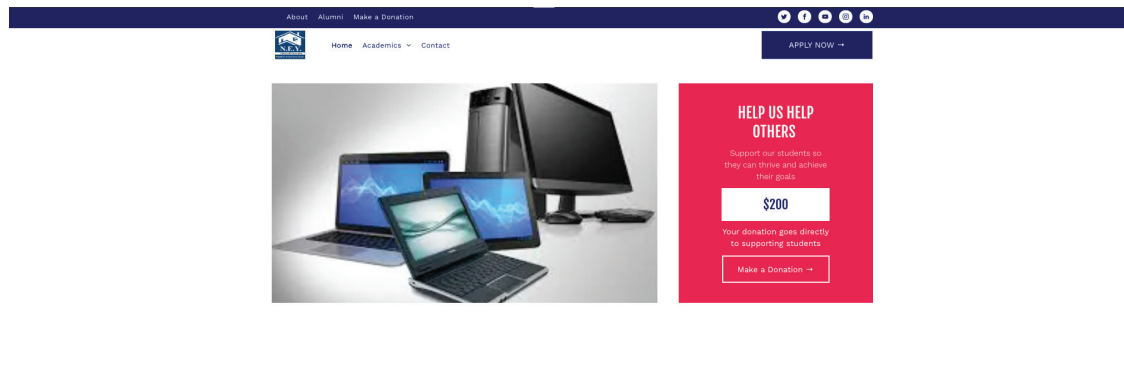 About Alumni Make a Donation
N.E.Y.
Home Academics Contact
APPLY NOW →
HELP US HELP
OTHERS
Support our students so
they can thrive and achieve
their goals
$200
Your donation goes directly
to supporting students
Make a Donation →